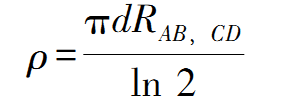 ρ = πdR_{AB, CD} / ln 2